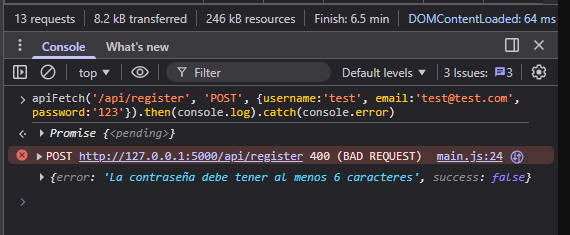 13 requests 8.2 kB transferred 246 kB resources Finish: 6.5 min DOMContentLoaded: 64 ms
Console What's new
top Filter Default levels 3 Issues: 3
apiFetch('/api/register', 'POST', {username:'test', email:'test@test.com',
password:'123'}).then(console.log).catch(console.error)
Promise {<pending>}
POST http://127.0.0.1:5000/api/register 400 (BAD REQUEST) main.js:24
{error: 'La contraseña debe tener al menos 6 caracteres', success: false}